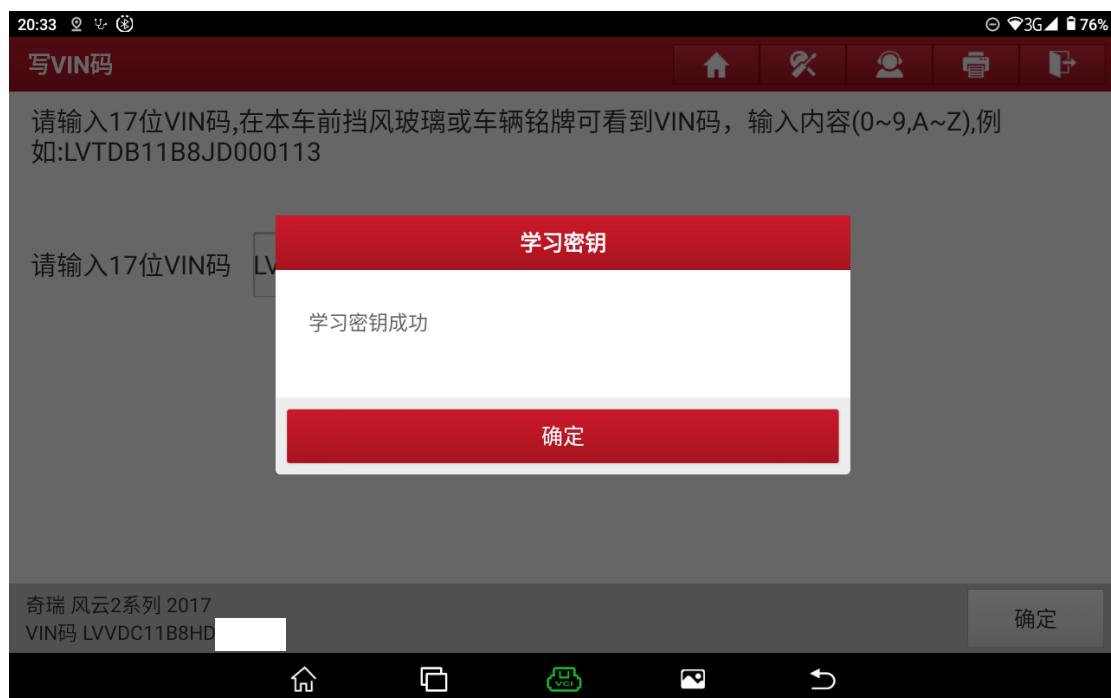 20:33
3G 76%
写VIN码
请输入17位VIN码,在本车前挡风玻璃或车辆铭牌可看到VIN码，输入内容(0~9,A~Z),例
如:LVTDB11B8JD000113
学习密钥
请输入17位VIN码 LV
学习密钥成功
确定
奇瑞 风云2系列 2017
VIN码 LVVDC11B8HD
确定
VCI